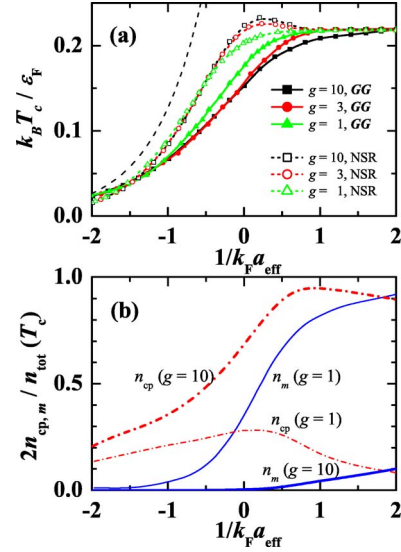 (a)
k_B T_c / ε_F
0.2
0.1
0.0
g = 10, GG
g = 3, GG
g = 1, GG
g = 10, NSR
g = 3, NSR
g = 1, NSR
-2 -1 0 1 2
1/k_F a_eff
(b)
2n_cp, m / n_tot (T_c)
1.0
0.5
0.0
n_cp (g = 10)
n_m (g = 1)
n_cp (g = 1)
n_m (g = 10)
-2 -1 0 1 2
1/k_F a_eff